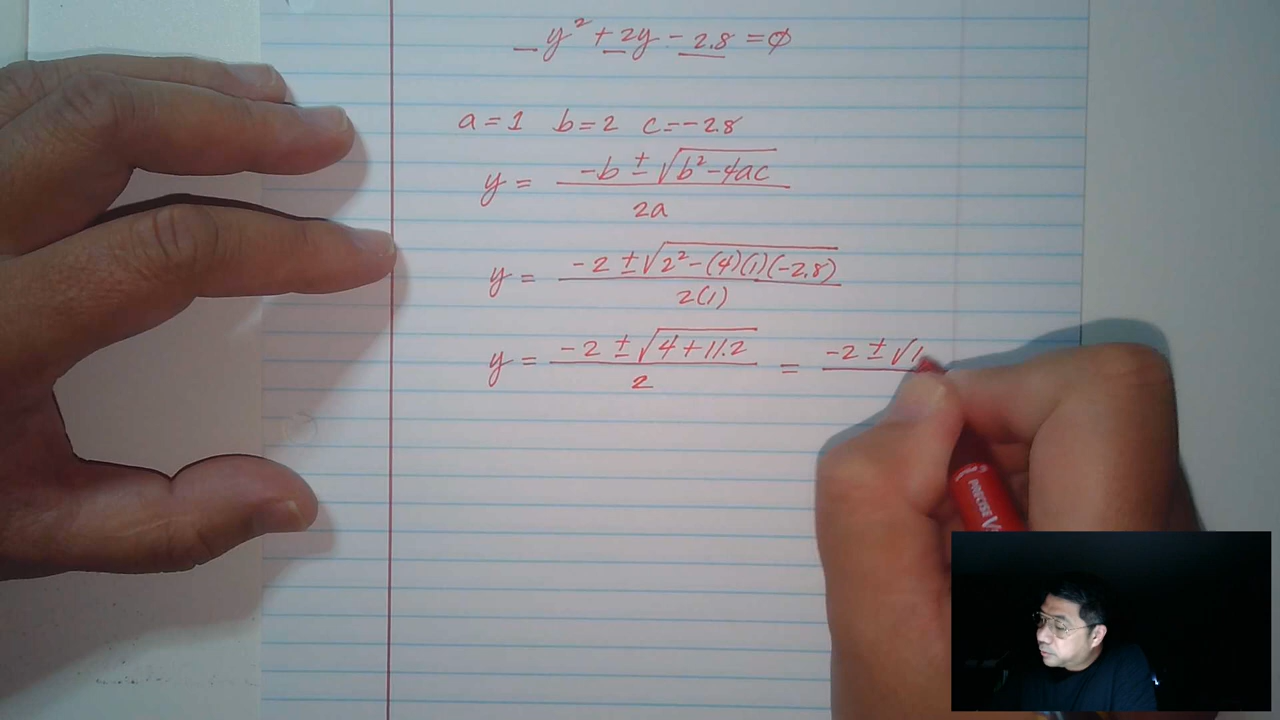 _ y² + 2y - 2.8 = 0
a = 1 b = 2 c = -2.8
y = (-b ± √(b² - 4ac)) / 2a
y = (-2 ± √(2² - (4)(1)(-2.8))) / 2(1)
y = (-2 ± √(4 + 11.2)) / 2 = -2 ± √1
PRECISE V